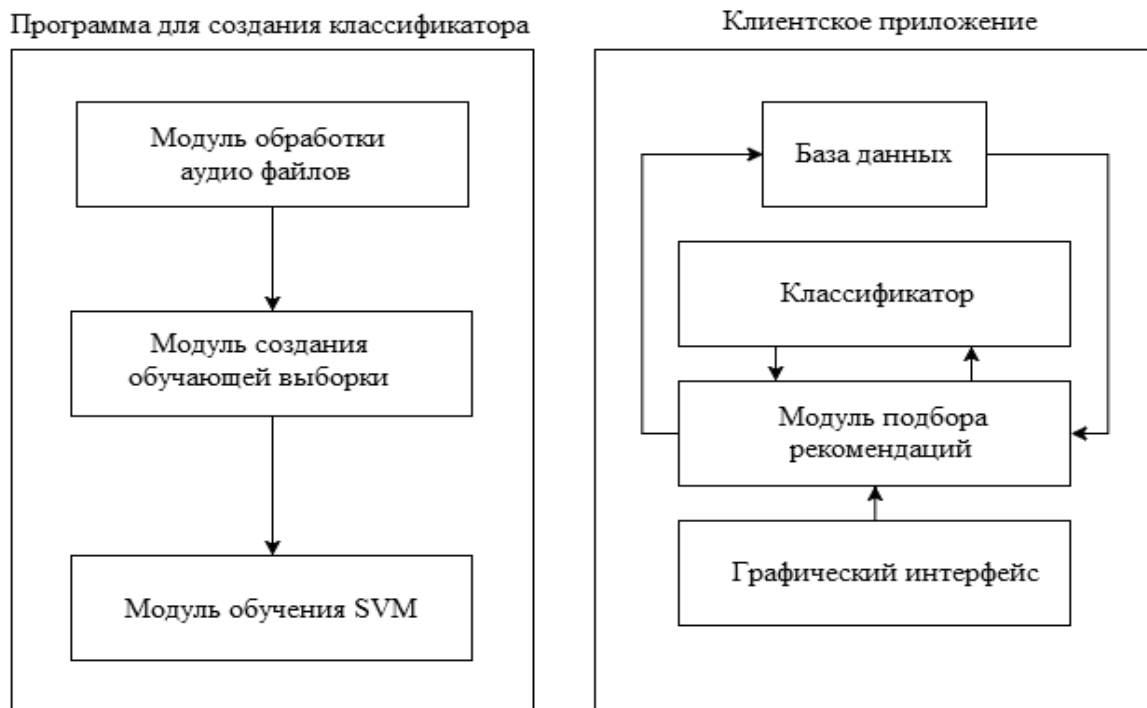 Программа для создания классификатора
Модуль обработки
аудио файлов
Модуль создания
обучающей выборки
Модуль обучения SVM
Клиентское приложение
База данных
Классификатор
Модуль подбора
рекомендаций
Графический интерфейс